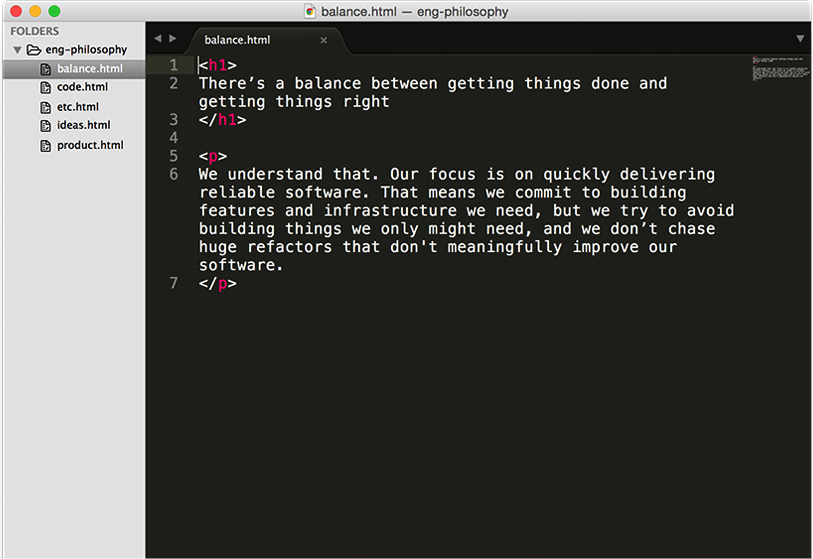 balance.html — eng-philosophy
FOLDERS
eng-philosophy
balance.html
code.html
etc.html
ideas.html
product.html
balance.html ×
1 <h1>
2 There’s a balance between getting things done and
getting things right
3 </h1>
4
5 <p>
6 We understand that. Our focus is on quickly delivering
reliable software. That means we commit to building
features and infrastructure we need, but we try to avoid
building things we only might need, and we don’t chase
huge refactors that don't meaningfully improve our
software.
7 </p>